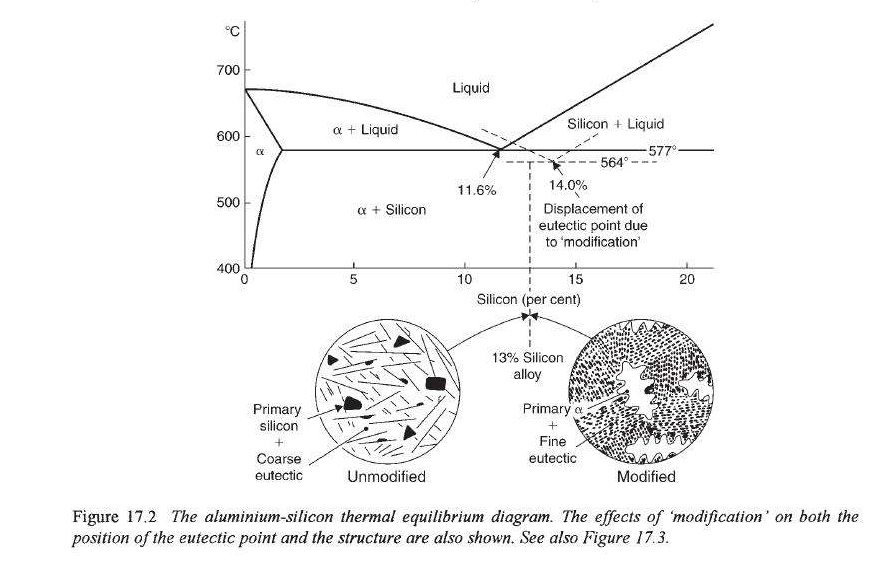 °C
700
600
500
400
0
5
10
15
20
Liquid
α + Liquid
Silicon + Liquid
α
577°
564°
11.6%
14.0%
α + Silicon
Displacement of
eutectic point due
to 'modification'
Silicon (per cent)
13% Silicon
alloy
Primary
silicon
+
Coarse
eutectic
Unmodified
Primary α
+
Fine
eutectic
Modified
Figure 17.2 The aluminium-silicon thermal equilibrium diagram. The effects of 'modification' on both the
position of the eutectic point and the structure are also shown. See also Figure 17.3.